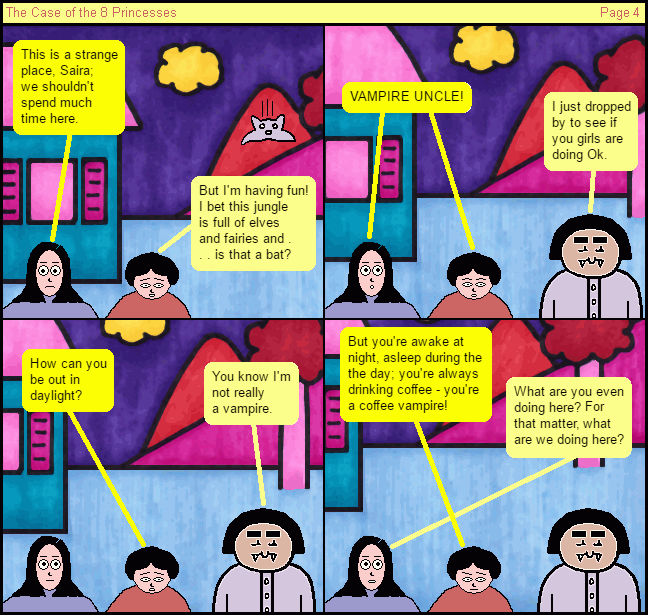 The Case of the 8 Princesses
Page 4
This is a strange
place, Saira;
we shouldn't
spend much
time here.
But I'm having fun!
I bet this jungle
is full of elves
and fairies and .
. . is that a bat?
VAMPIRE UNCLE!
I just dropped
by to see if
you girls are
doing Ok.
How can you
be out in
daylight?
You know I'm
not really
a vampire.
But you're awake at
night, asleep during the
the day; you're always
drinking coffee - you're
a coffee vampire!
What are you even
doing here? For
that matter, what
are we doing here?